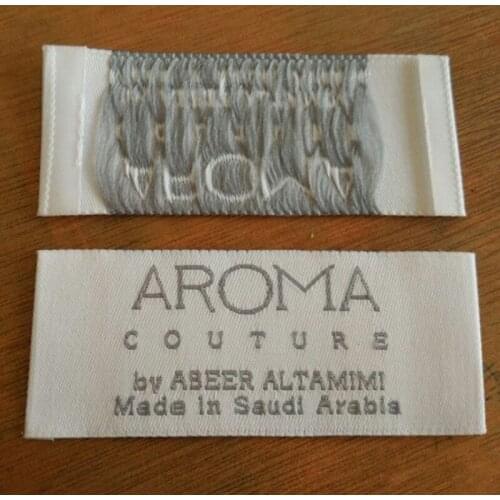 AROMA
COUTURE
by ABEER ALTAMIMI
Made in Saudi Arabia